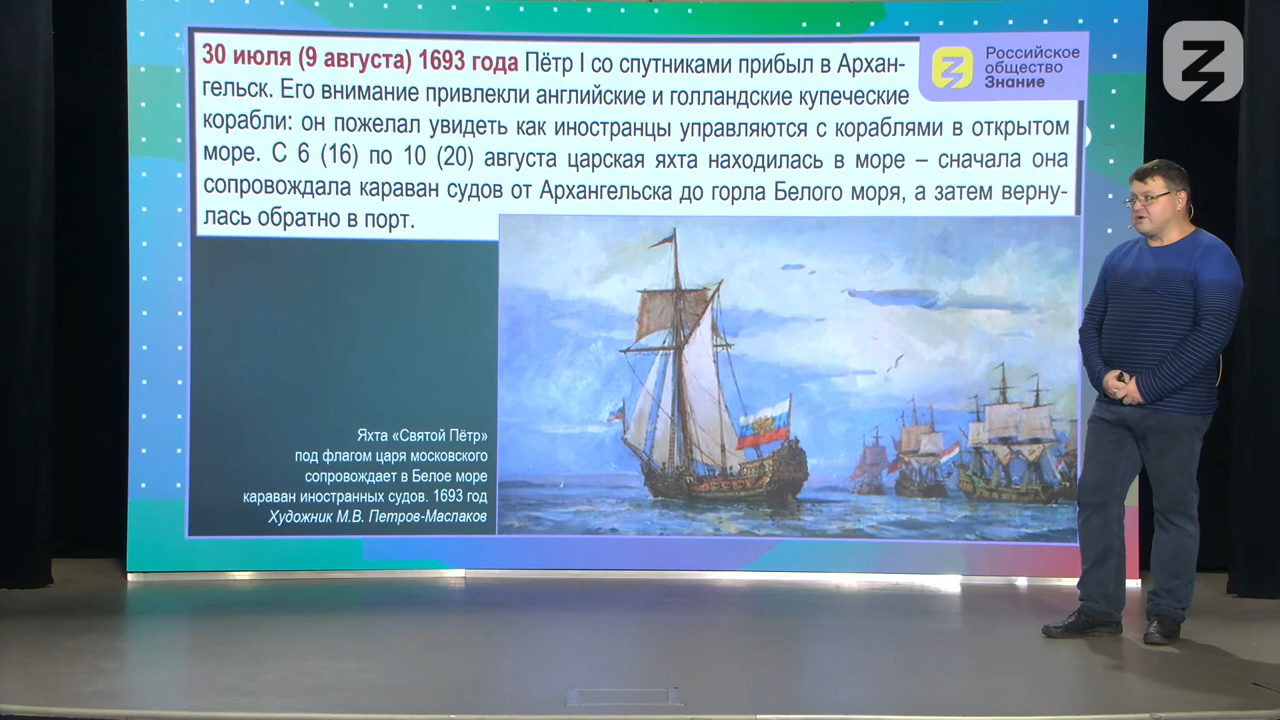 30 июля (9 августа) 1693 года Пётр I со спутниками прибыл в Архан-
гельск. Его внимание привлекли английские и голландские купеческие
корабли: он пожелал увидеть как иностранцы управляются с кораблями в открытом
море. С 6 (16) по 10 (20) августа царская яхта находилась в море – сначала она
сопровождала караван судов от Архангельска до горла Белого моря, а затем верну-
лась обратно в порт.
Российское
общество
Знание
Яхта «Святой Пётр»
под флагом царя московского
сопровождает в Белое море
караван иностранных судов. 1693 год
Художник М.В. Петров-Маслаков